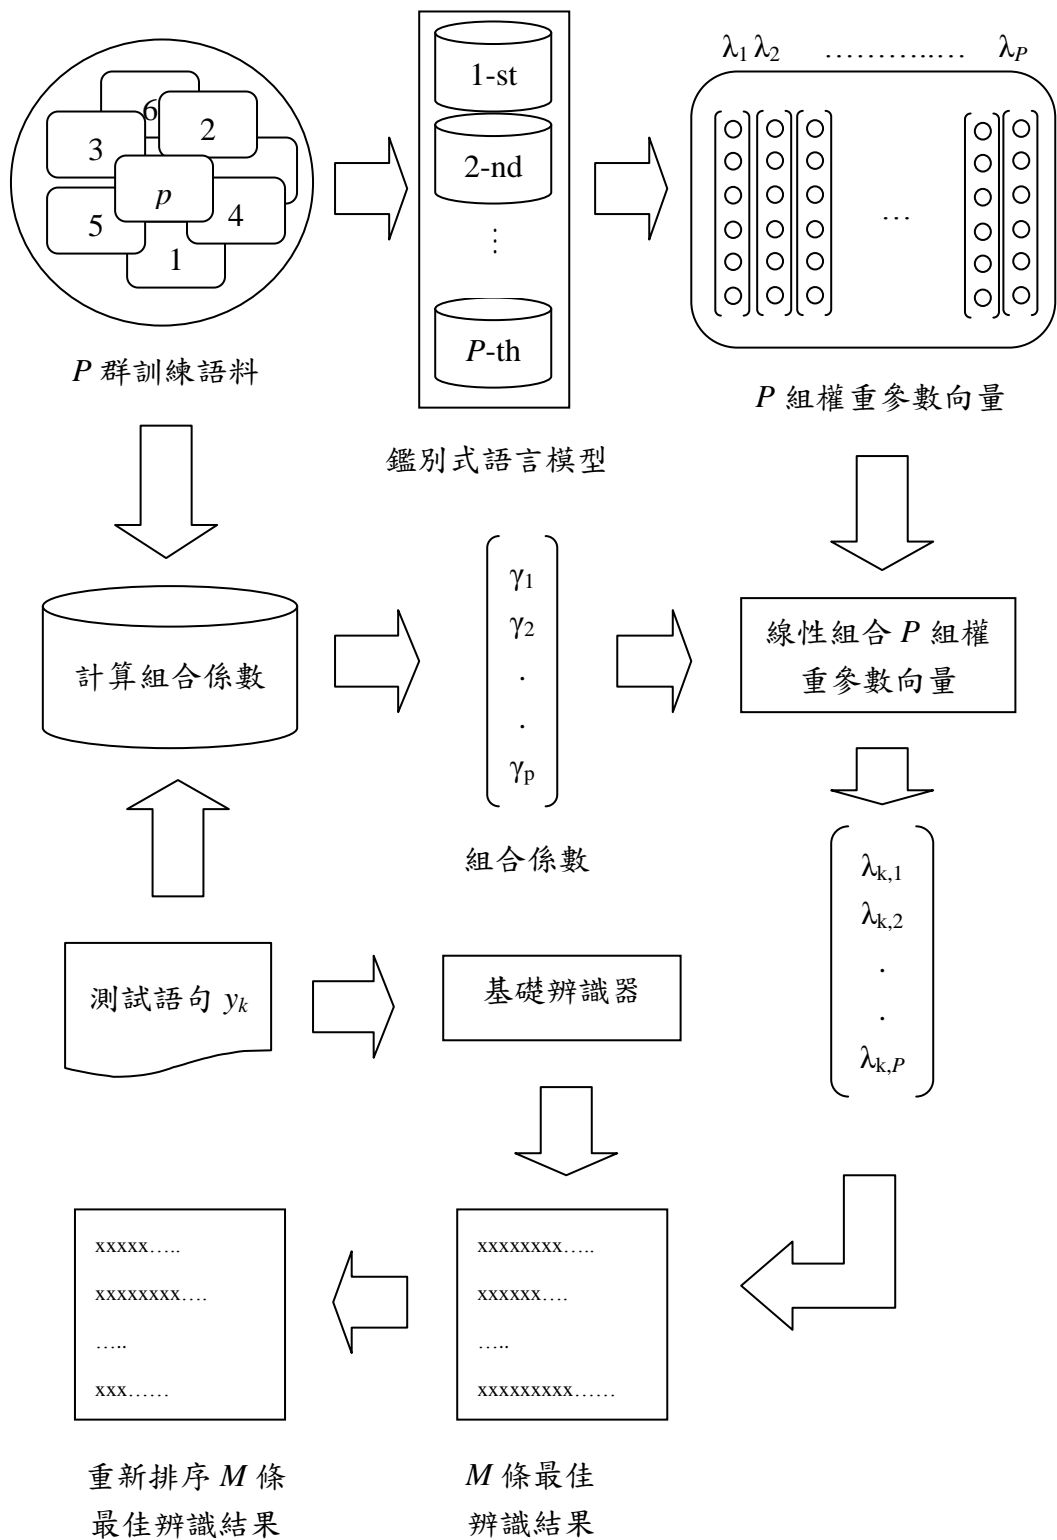 6
2
3
p
4
5
1
P 群訓練語料
1-st
2-nd
⋮
P-th
鑑別式語言模型
λ1 λ2 ………..… λP
…
P 組權重參數向量
計算組合係數
γ1
γ2
.
.
γp
組合係數
線性組合 P 組權
重參數向量
λk,1
λk,2
.
.
λk,P
測試語句 yk
基礎辨識器
xxxxx…..
xxxxxxxx….
…..
xxx……
重新排序 M 條
最佳辨識結果
xxxxxxxx…..
xxxxxx….
…..
xxxxxxxxx……
M 條最佳
辨識結果